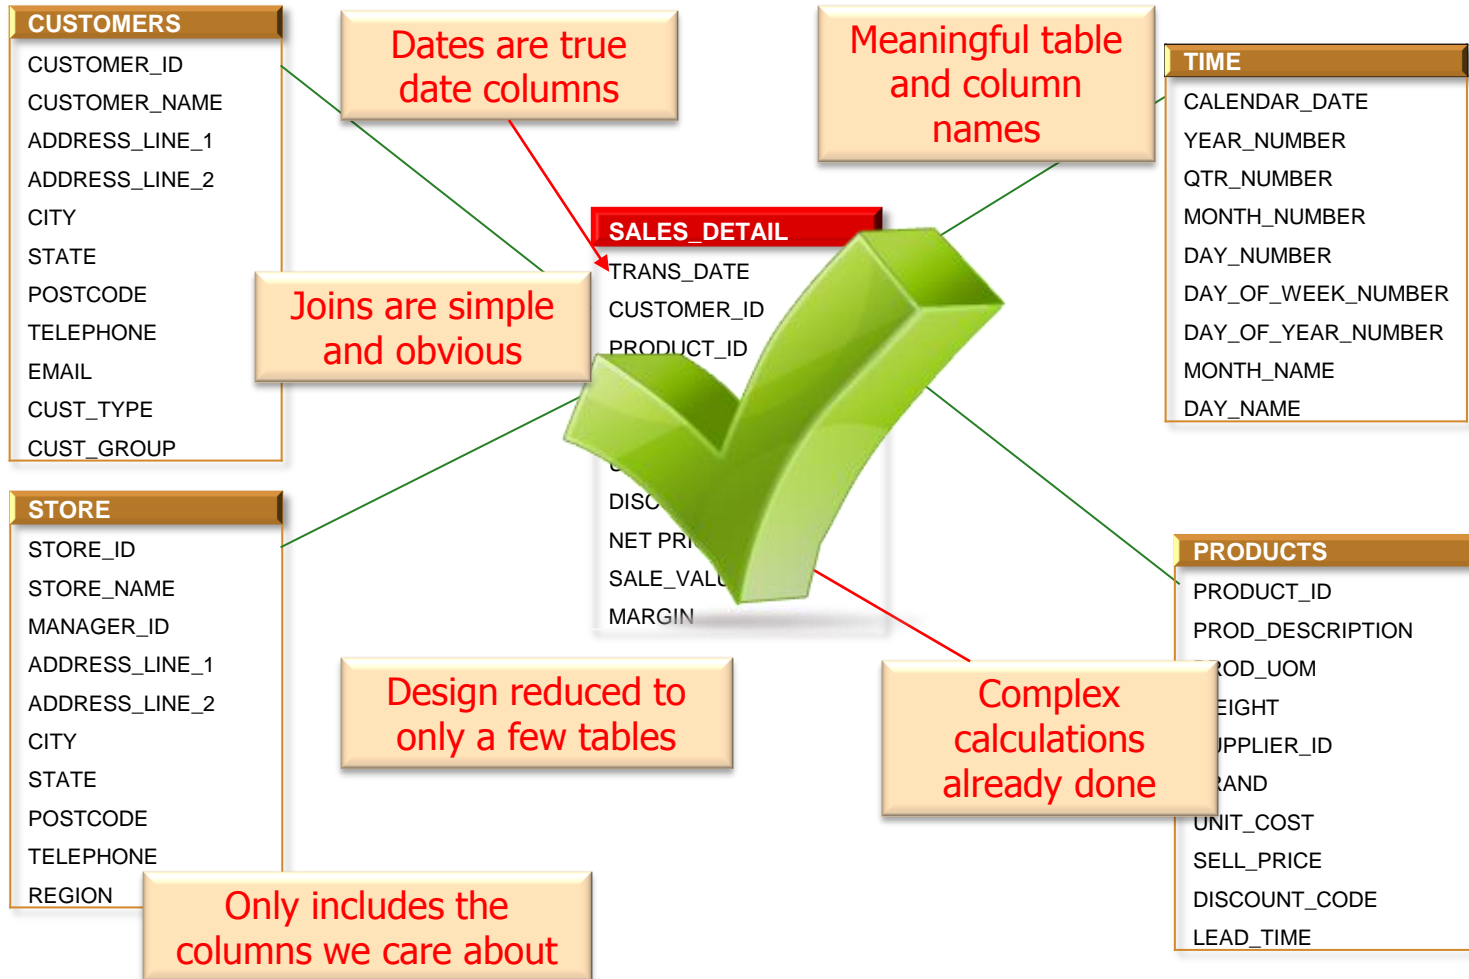 CUSTOMERS
CUSTOMER_ID
CUSTOMER_NAME
ADDRESS_LINE_1
ADDRESS_LINE_2
CITY
STATE
POSTCODE
TELEPHONE
EMAIL
CUST_TYPE
CUST_GROUP
Dates are true
date columns
Meaningful table
and column
names
TIME
CALENDAR_DATE
YEAR_NUMBER
QTR_NUMBER
MONTH_NUMBER
DAY_NUMBER
DAY_OF_WEEK_NUMBER
DAY_OF_YEAR_NUMBER
MONTH_NAME
DAY_NAME
Joins are simple
and obvious
SALES_DETAIL
TRANS_DATE
CUSTOMER_ID
PRODUCT_ID
NET
MARGIN
STORE
STORE_ID
STORE_NAME
MANAGER_ID
ADDRESS_LINE_1
ADDRESS_LINE_2
CITY
STATE
POSTCODE
TELEPHONE
REGION
Design reduced to
only a few tables
Complex
calculations
already done
PRODUCTS
PRODUCT_ID
PROD_DESCRIPTION
UNIT_COST
SELL_PRICE
DISCOUNT_CODE
LEAD_TIME
Only includes the
columns we care about